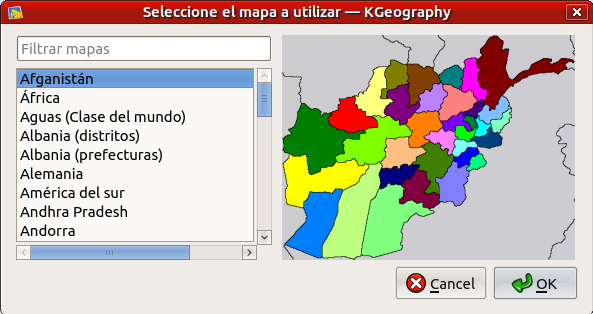 Seleccione el mapa a utilizar — KGeography
Filtrar mapas
Afganistán
África
Aguas (Clase del mundo)
Albania (distritos)
Albania (prefecturas)
Alemania
América del sur
Andhra Pradesh
Andorra
Cancel
OK